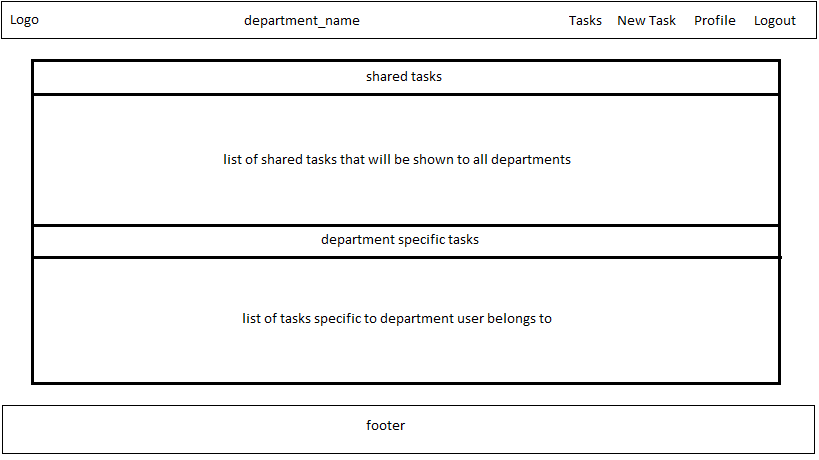 Logo department_name Tasks New Task Profile Logout
shared tasks
list of shared tasks that will be shown to all departments
department specific tasks
list of tasks specific to department user belongs to
footer